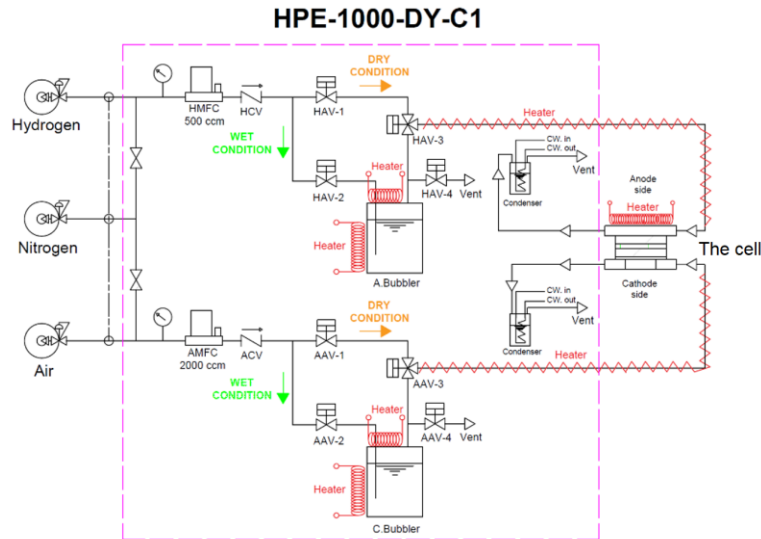 HPE-1000-DY-C1
DRY
CONDITION
Hydrogen
HMFC
500 ccm
HCV
HAV-1
WET
CONDITION
HAV-3
Heater
HAV-2
Heater
HAV-4
Vent
Heater
A.Bubbler
CW. in
CW. out
Vent
Condenser
Anode
side
Heater
The cell
Cathode
side
Nitrogen
CW. in
CW. out
Vent
Condenser
DRY
CONDITION
Air
AMFC
2000 ccm
ACV
AAV-1
WET
CONDITION
AAV-3
Heater
AAV-2
Heater
AAV-4
Vent
Heater
C.Bubbler